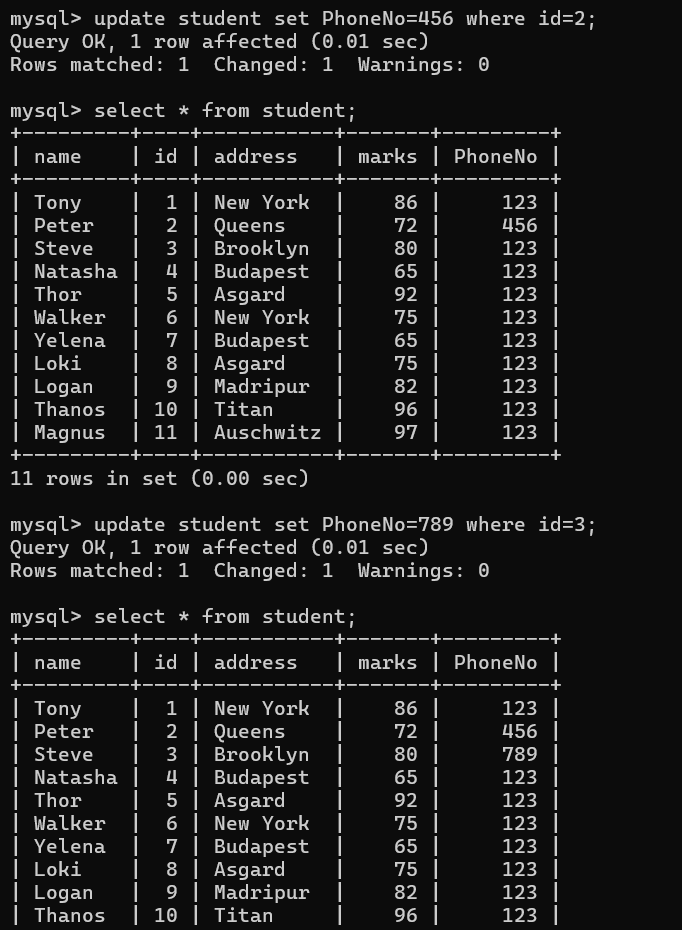 mysql> update student set PhoneNo=456 where id=2;
Query OK, 1 row affected (0.01 sec)
Rows matched: 1  Changed: 1  Warnings: 0
mysql> select * from student;
+---------+----+-----------+-------+---------+
| name    | id | address   | marks | PhoneNo |
+---------+----+-----------+-------+---------+
| Tony    |  1 | New York  |    86 |     123 |
| Peter   |  2 | Queens    |    72 |     456 |
| Steve   |  3 | Brooklyn  |    80 |     123 |
| Natasha |  4 | Budapest  |    65 |     123 |
| Thor    |  5 | Asgard    |    92 |     123 |
| Walker  |  6 | New York  |    75 |     123 |
| Yelena  |  7 | Budapest  |    65 |     123 |
| Loki    |  8 | Asgard    |    75 |     123 |
| Logan   |  9 | Madripur  |    82 |     123 |
| Thanos  | 10 | Titan     |    96 |     123 |
| Magnus  | 11 | Auschwitz |    97 |     123 |
+---------+----+-----------+-------+---------+
11 rows in set (0.00 sec)
mysql> update student set PhoneNo=789 where id=3;
Query OK, 1 row affected (0.01 sec)
Rows matched: 1  Changed: 1  Warnings: 0
mysql> select * from student;
+---------+----+-----------+-------+---------+
| name    | id | address   | marks | PhoneNo |
+---------+----+-----------+-------+---------+
| Tony    |  1 | New York  |    86 |     123 |
| Peter   |  2 | Queens    |    72 |     456 |
| Steve   |  3 | Brooklyn  |    80 |     789 |
| Natasha |  4 | Budapest  |    65 |     123 |
| Thor    |  5 | Asgard    |    92 |     123 |
| Walker  |  6 | New York  |    75 |     123 |
| Yelena  |  7 | Budapest  |    65 |     123 |
| Loki    |  8 | Asgard    |    75 |     123 |
| Logan   |  9 | Madripur  |    82 |     123 |
| Thanos  | 10 | Titan     |    96 |     123 |